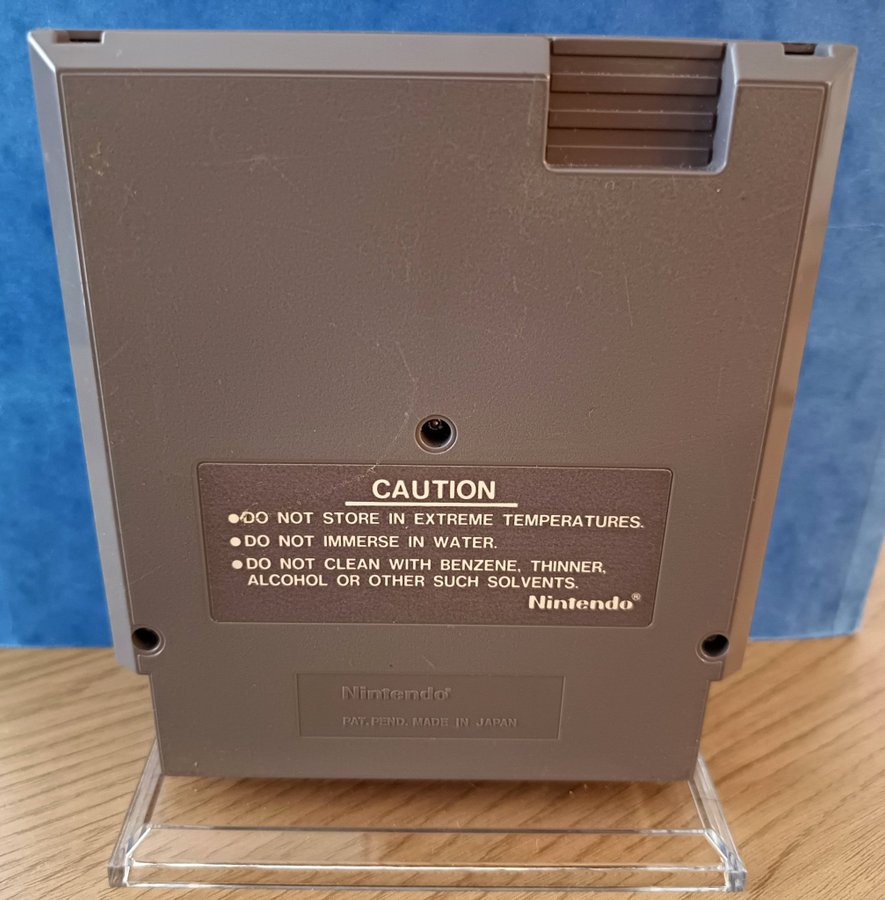 CAUTION
●DO NOT STORE IN EXTREME TEMPERATURES.
●DO NOT IMMERSE IN WATER.
●DO NOT CLEAN WITH BENZENE, THINNER,
ALCOHOL OR OTHER SUCH SOLVENTS.
Nintendo®
Nintendo®
PAT. PEND. MADE IN JAPAN